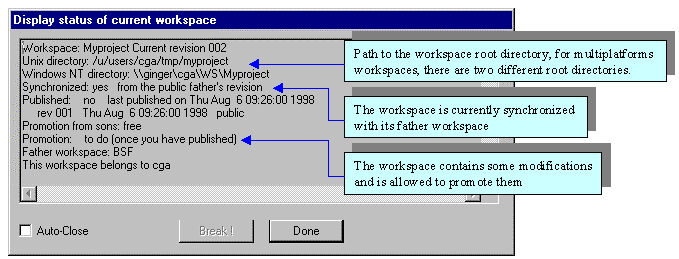 Display status of current workspace
Workspace: Myproject Current revision 002
Unix directory: /u/users/cga/tmp/myproject
Windows NT directory: \\ginger\cga\WS\Myproject
Synchronized: yes from the public father's revision
Published: no last published on Thu Aug 6 09:26:00 1998
rev 001 Thu Aug 6 09:26:00 1998 public
Promotion from sons: free
Promotion: to do (once you have published)
Father workspace: BSF
This workspace belongs to cga
Path to the workspace root directory, for multiplatforms
workspaces, there are two different root directories.
The workspace is currently synchronized
with its father workspace
The workspace contains some modifications
and is allowed to promote them
Auto-Close
Break !
Done